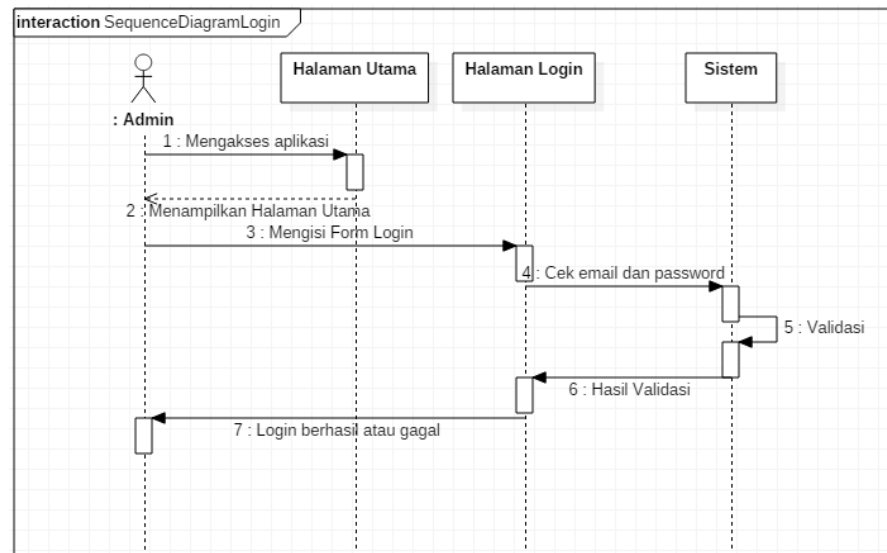 interaction SequenceDiagramLogin
Halaman Utama
Halaman Login
Sistem
: Admin
1 : Mengakses aplikasi
2 : Menampilkan Halaman Utama
3 : Mengisi Form Login
4 : Cek email dan password
5 : Validasi
6 : Hasil Validasi
7 : Login berhasil atau gagal